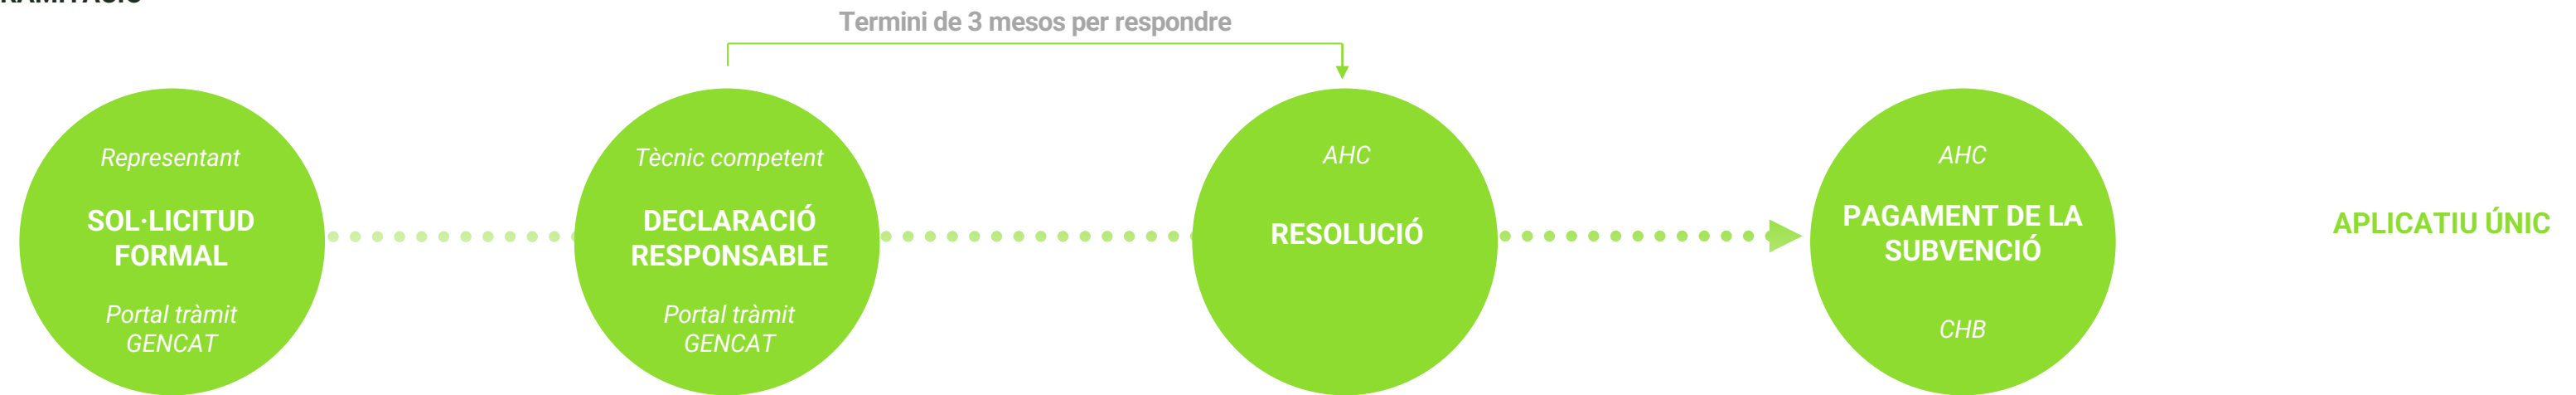 Termini de 3 mesos per respondre
Representant
SOL·LICITUD
FORMAL
Portal tràmit
GENCAT
Tècnic competent
DECLARACIÓ
RESPONSABLE
Portal tràmit
GENCAT
AHC
RESOLUCIÓ
AHC
PAGAMENT DE LA
SUBVENCIÓ
CHB
APLICATIU ÚNIC